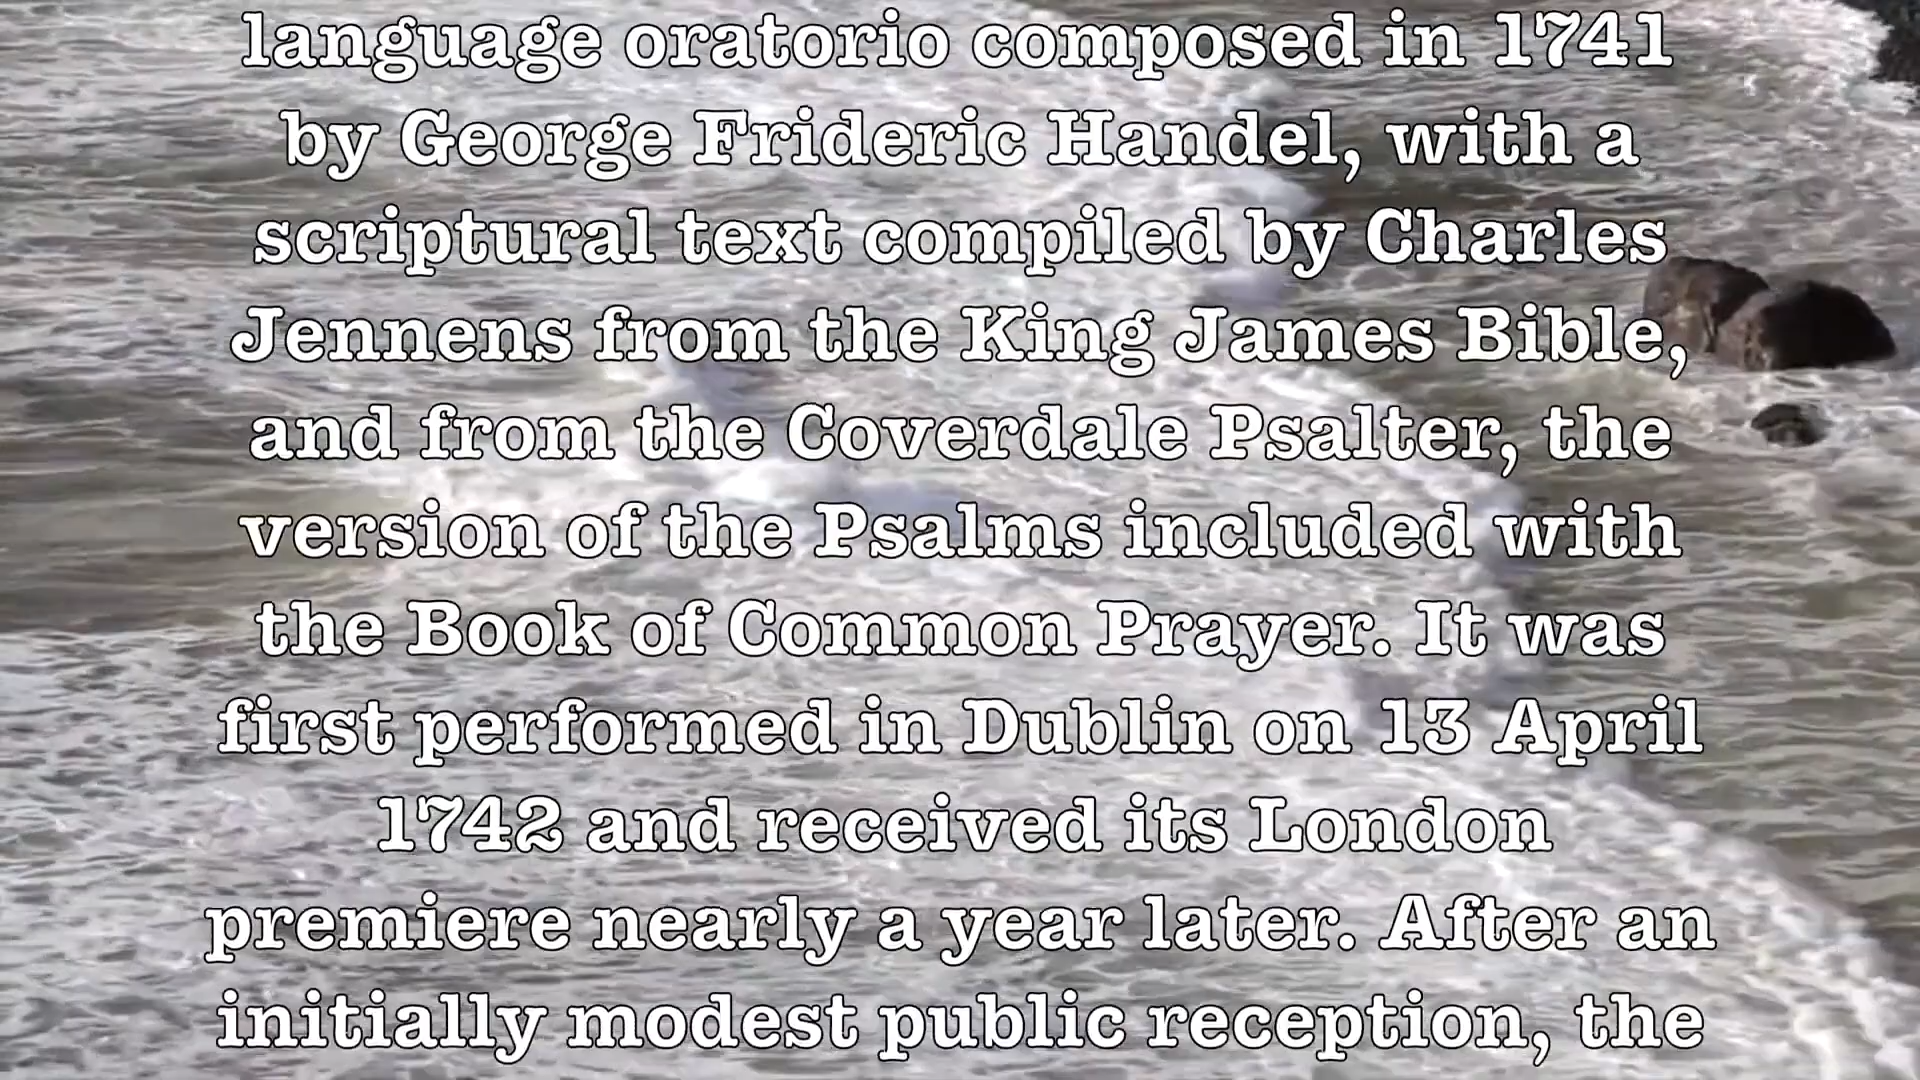 language oratorio composed in 1741
by George Frideric Handel, with a
scriptural text compiled by Charles
Jennens from the King James Bible,
and from the Coverdale Psalter, the
version of the Psalms included with
the Book of Common Prayer. It was
first performed in Dublin on 13 April
1742 and received its London
premiere nearly a year later. After an
initially modest public reception, the